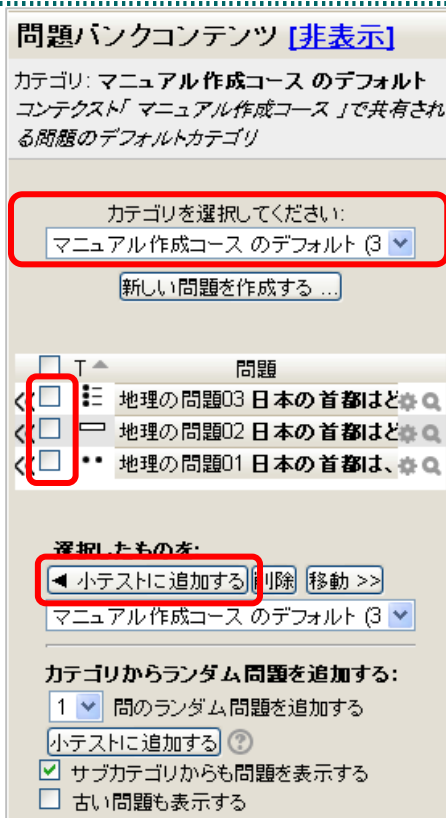 問題バンクコンテンツ [非表示]
カテゴリ: マニュアル作成コース のデフォルト
コンテクスト「 マニュアル作成コース 」で共有され
る問題のデフォルトカテゴリ
カテゴリを選択してください:
マニュアル作成コース のデフォルト (3
新しい問題を作成する ...
T 問題
地理の問題03 日本の首都はど
地理の問題02 日本の首都はど
地理の問題01 日本の首都は、
選択したものを:
◄ 小テストに追加する 削除 移動 >>
マニュアル作成コース のデフォルト (3
カテゴリからランダム問題を追加する:
1 問のランダム問題を追加する
小テストに追加する ?
サブカテゴリからも問題を表示する
古い問題も表示する